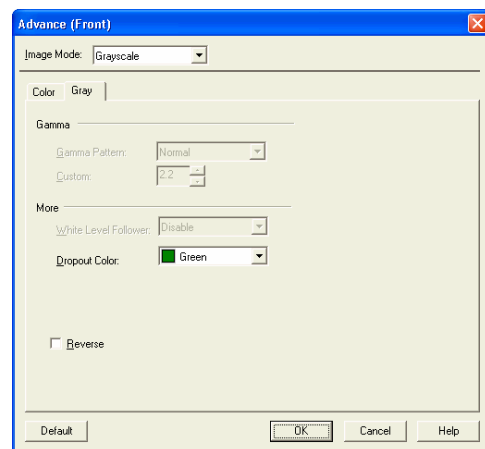 Advance (Front)
Image Mode: Grayscale
Color Gray
Gamma
Gamma Pattern: Normal
Custom: 2.2
More
White Level Follower: Disable
Dropout Color: Green
Reverse
Default OK Cancel Help